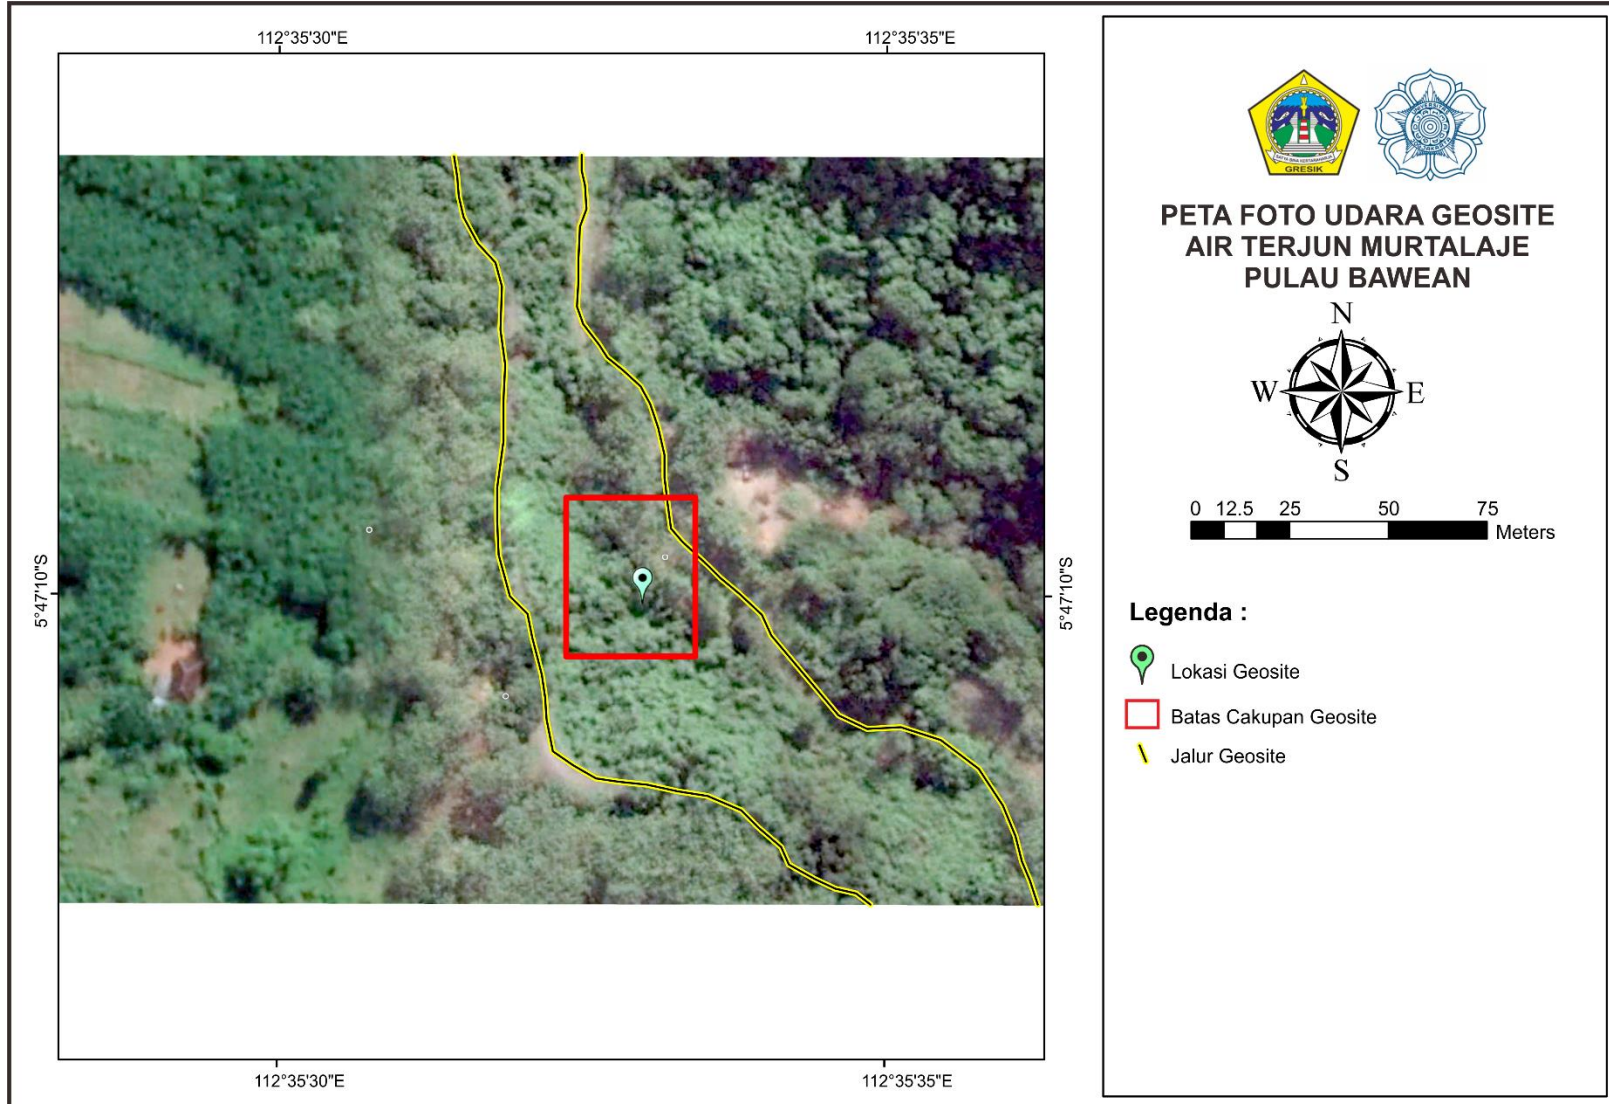 112°35'30"E
112°35'35"E
5°47'10"S
5°47'10"S
112°35'30"E
112°35'35"E
GRESIK
PETA FOTO UDARA GEOSITE
AIR TERJUN MURTALAJE
PULAU BAWEAN
N
W E
S
0 12.5 25 50 75
Meters
Legenda :
Lokasi Geosite
Batas Cakupan Geosite
Jalur Geosite